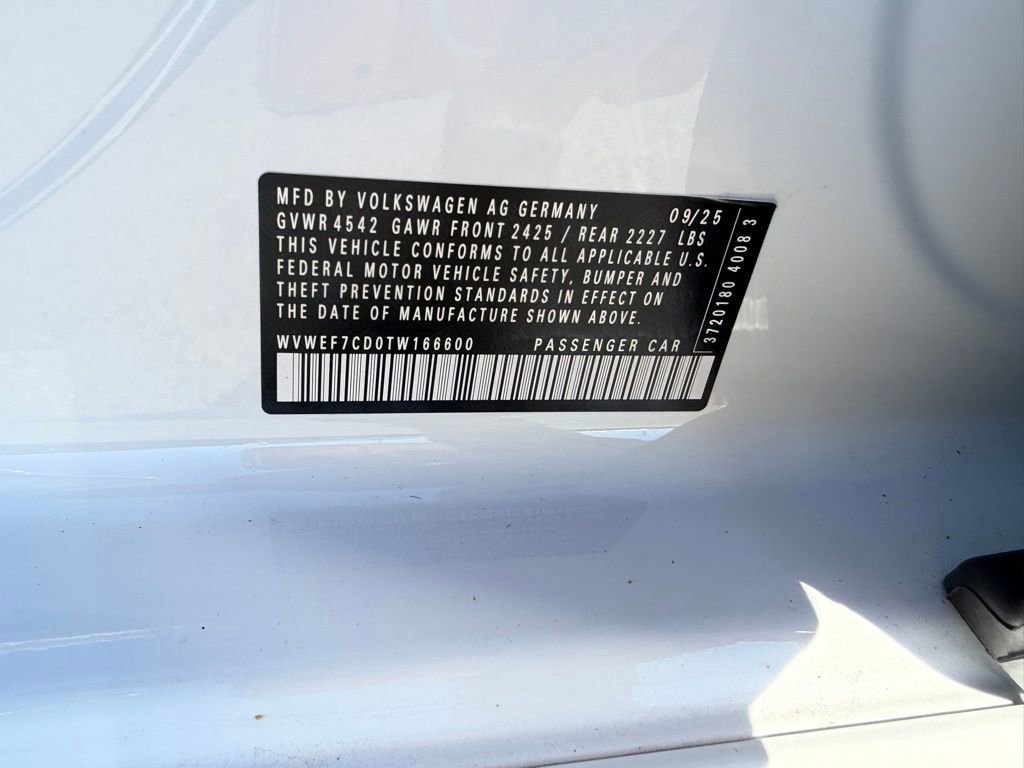 MFD BY VOLKSWAGEN AG GERMANY 09/25
GVWR 4542 GAWR FRONT 2425 / REAR 2227 LBS
THIS VEHICLE CONFORMS TO ALL APPLICABLE U.S.
FEDERAL MOTOR VEHICLE SAFETY, BUMPER AND
THEFT PREVENTION STANDARDS IN EFFECT ON
THE DATE OF MANUFACTURE SHOWN ABOVE.
WVWEF7CD0TW166600 PASSENGER CAR
3720180 4008 3